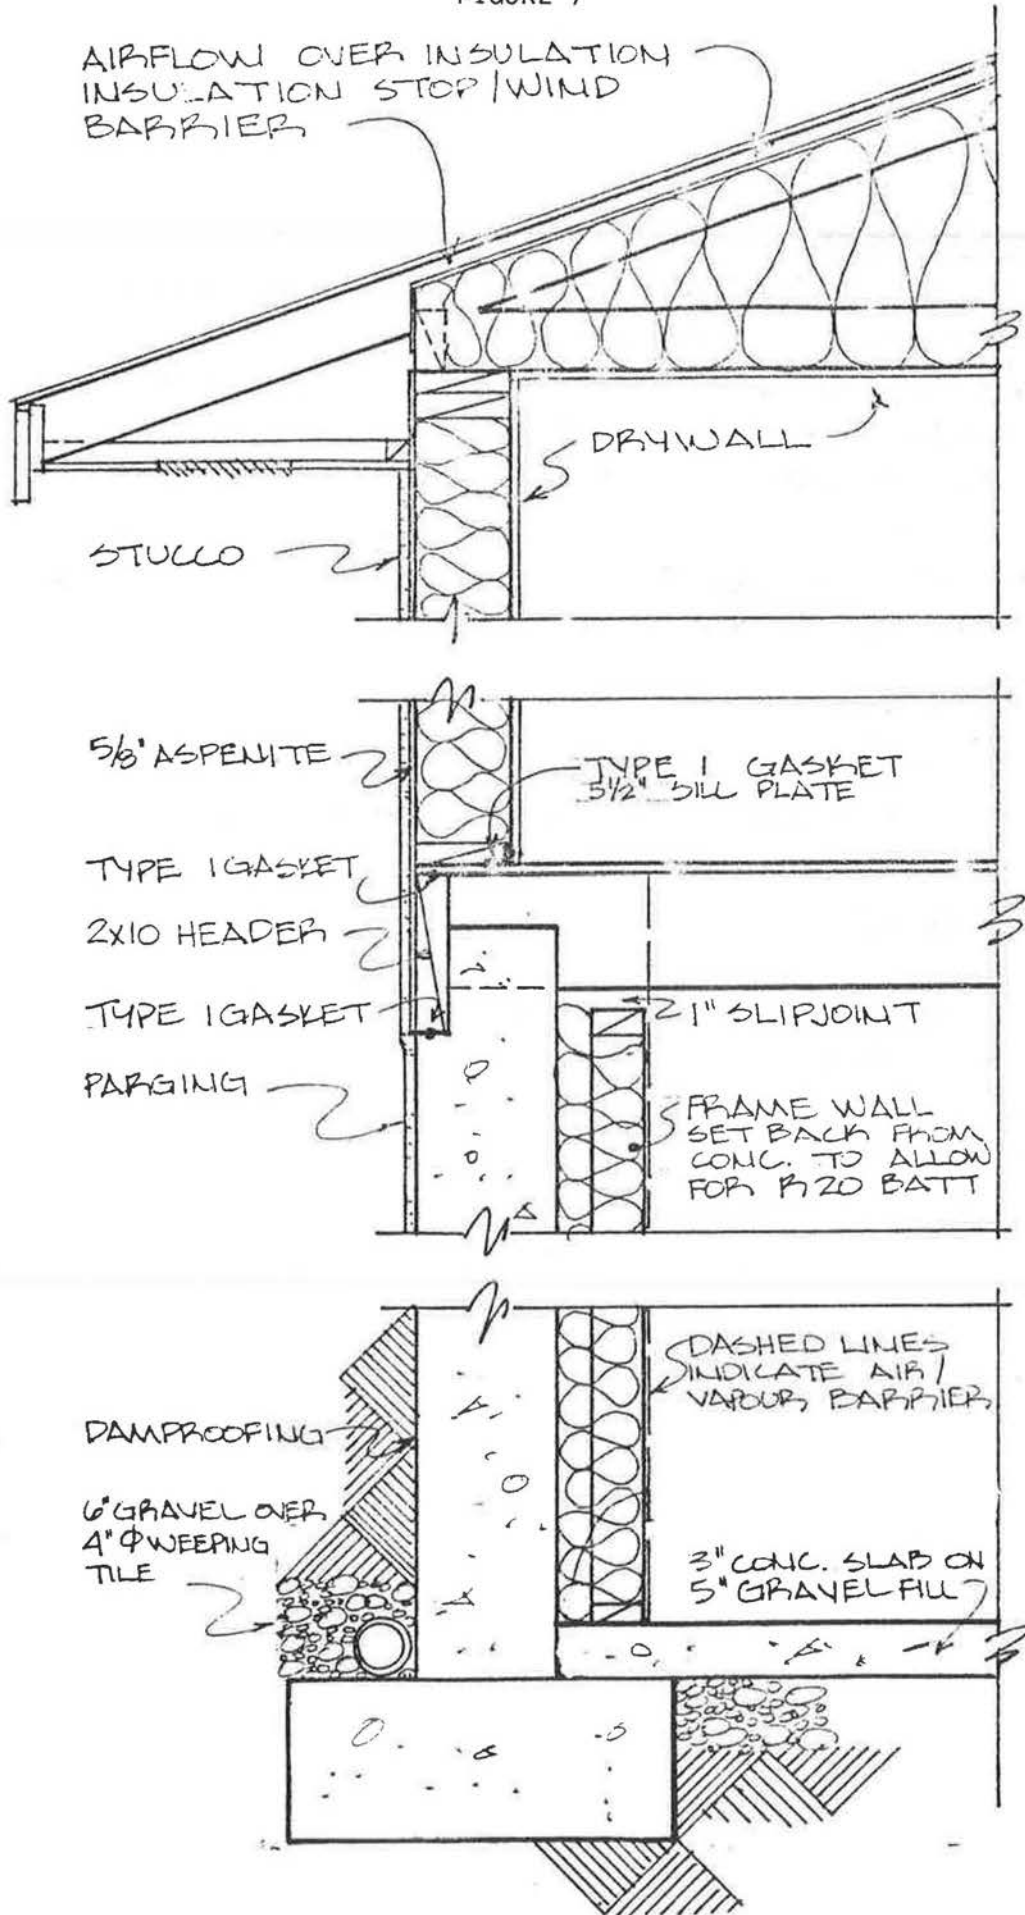 FIGURE 7
AIRFLOW OVER INSULATION
INSULATION STOP/WIND
BARRIER
DRYWALL
STUCCO
5/8" ASPENITE
TYPE 1 GASKET
5 1/2" SILL PLATE
TYPE 1 GASKET
2x10 HEADER
TYPE 1 GASKET
1" SLIPJOINT
PARGING
FRAME WALL
SET BACK FROM
CONC. TO ALLOW
FOR R20 BATT
DASHED LINES
INDICATE AIR/
VAPOUR BARRIER
DAMPROOFING
6" GRAVEL OVER
4" Φ WEEPING
TILE
3" CONC. SLAB ON
5" GRAVEL FILL